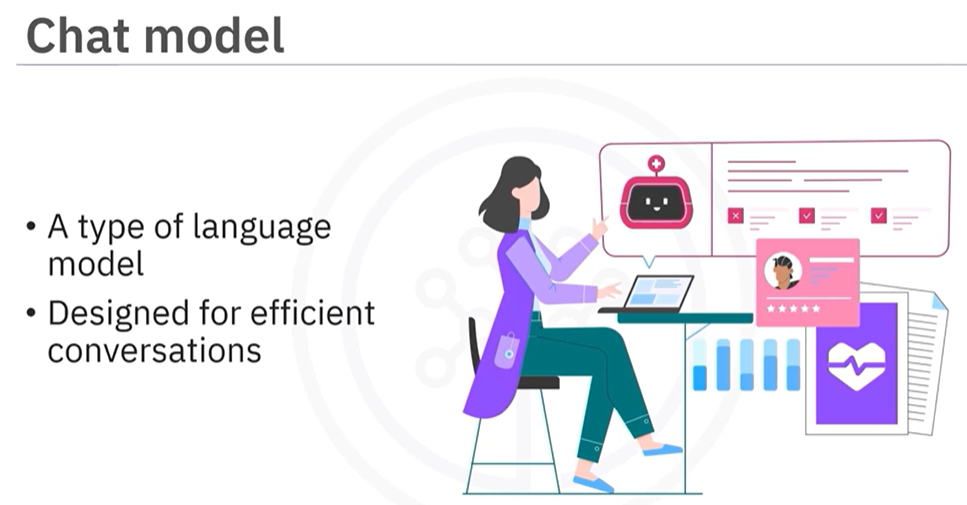 Chat model
• A type of language
model
• Designed for efficient
conversations